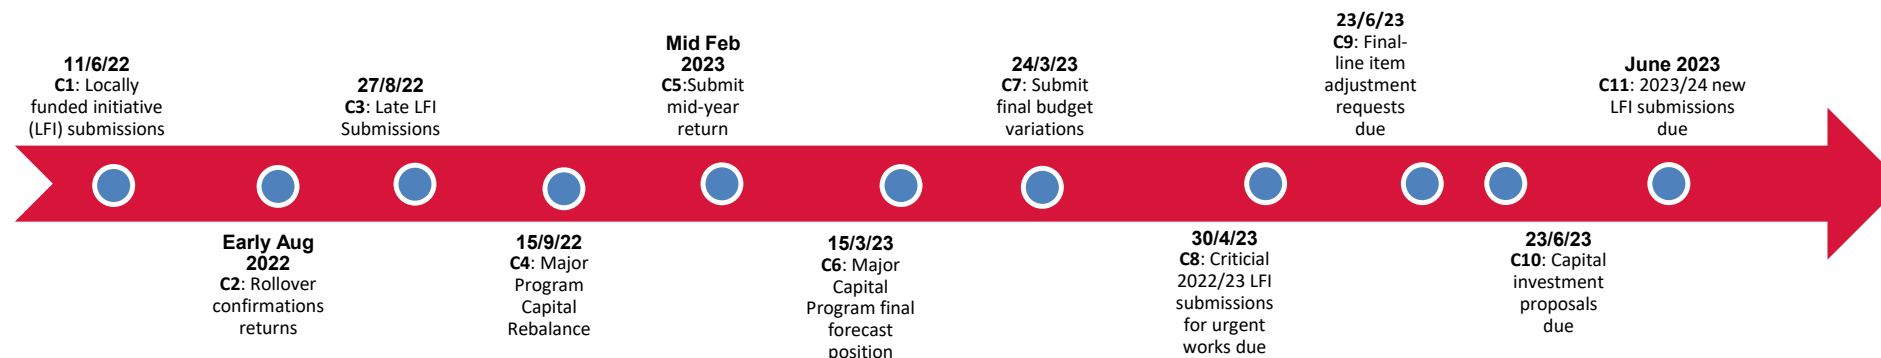 11/6/22
C1: Locally
funded initiative
(LFI) submissions
Early Aug
2022
C2: Rollover
confirmations
returns
27/8/22
C3: Late LFI
Submissions
15/9/22
C4: Major
Program
Capital
Rebalance
Mid Feb
2023
C5:Submit
mid-year
return
15/3/23
C6: Major
Capital
Program final
forecast
position
24/3/23
C7: Submit
final budget
variations
30/4/23
C8: Criticial
2022/23 LFI
submissions
for urgent
works due
23/6/23
C9: Final-
line item
adjustment
requests
due
23/6/23
C10: Capital
investment
proposals
due
June 2023
C11: 2023/24 new
LFI submissions
due